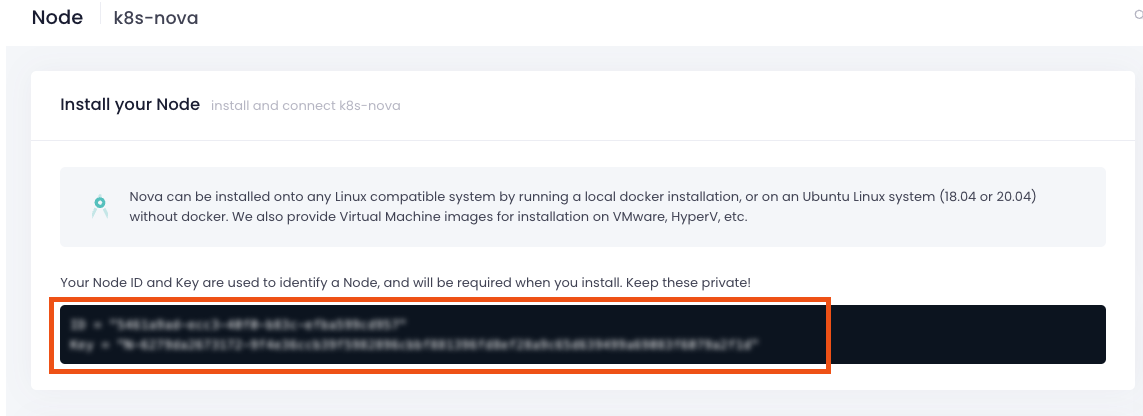 Node k8s-nova
Install your Node install and connect k8s-nova
Nova can be installed onto any Linux compatible system by running a local docker installation, or on an Ubuntu Linux system (18.04 or 20.04)
without docker. We also provide Virtual Machine images for installation on VMware, HyperV, etc.
Your Node ID and Key are used to identify a Node, and will be required when you install. Keep these private!
ID =
Key =